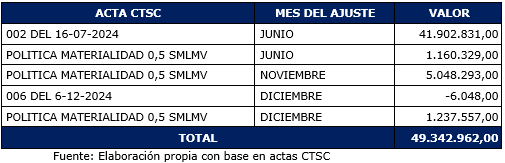 ACTA CTSC MES DEL AJUSTE VALOR
002 DEL 16-07-2024 JUNIO 41.902.831,00
POLITICA MATERIALIDAD 0,5 SMLMV JUNIO 1.160.329,00
POLITICA MATERIALIDAD 0,5 SMLMV NOVIEMBRE 5.048.293,00
006 DEL 6-12-2024 DICIEMBRE -6.048,00
POLITICA MATERIALIDAD 0,5 SMLMV DICIEMBRE 1.237.557,00
TOTAL 49.342.962,00
Fuente: Elaboración propia con base en actas CTSC